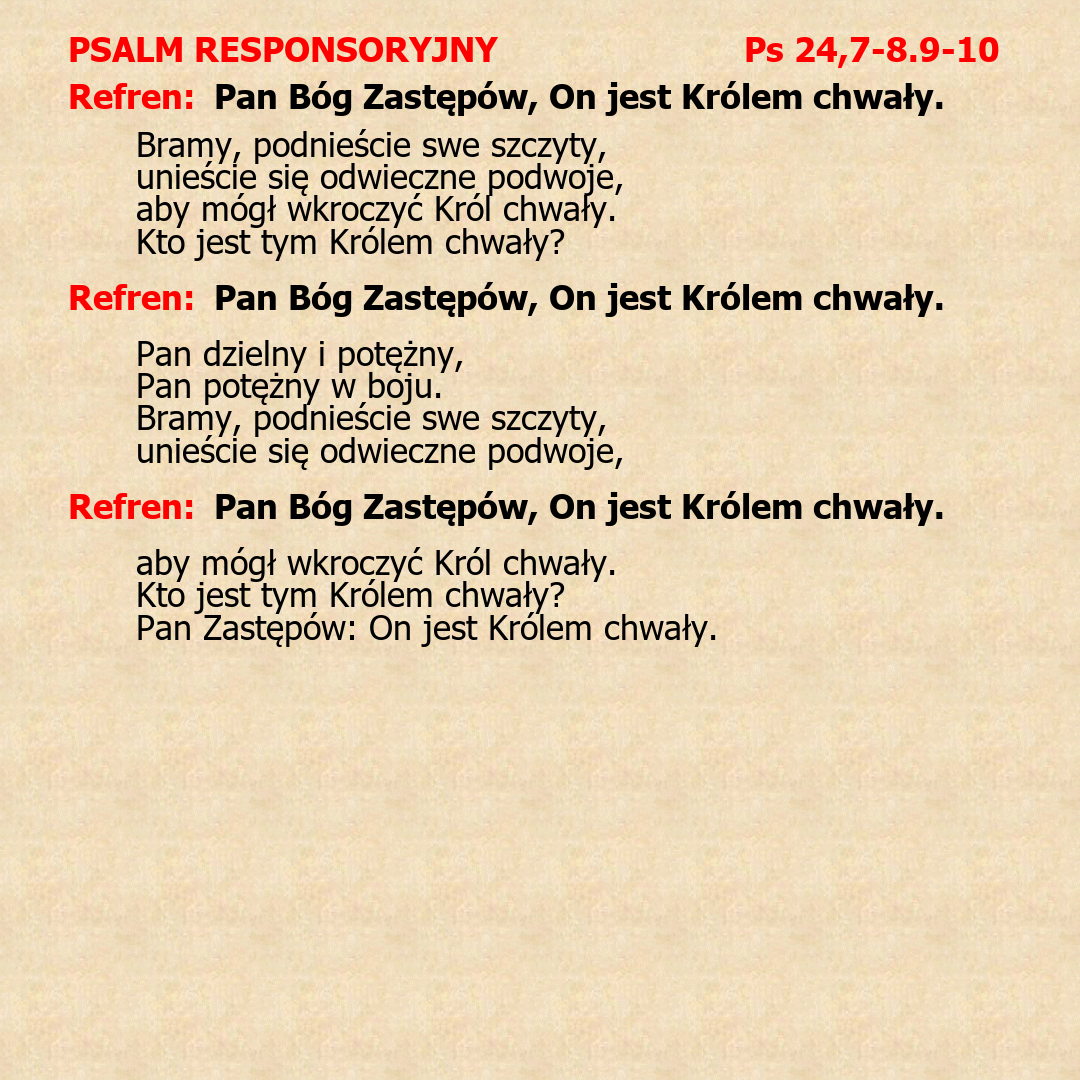 PSALM RESPONSORYJNY Ps 24,7-8.9-10
Refren: Pan Bóg Zastępów, On jest Królem chwały.
Bramy, podnieście swe szczyty,
unieście się odwieczne podwoje,
aby mógł wkroczyć Król chwały.
Kto jest tym Królem chwały?
Refren: Pan Bóg Zastępów, On jest Królem chwały.
Pan dzielny i potężny,
Pan potężny w boju.
Bramy, podnieście swe szczyty,
unieście się odwieczne podwoje,
Refren: Pan Bóg Zastępów, On jest Królem chwały.
aby mógł wkroczyć Król chwały.
Kto jest tym Królem chwały?
Pan Zastępów: On jest Królem chwały.